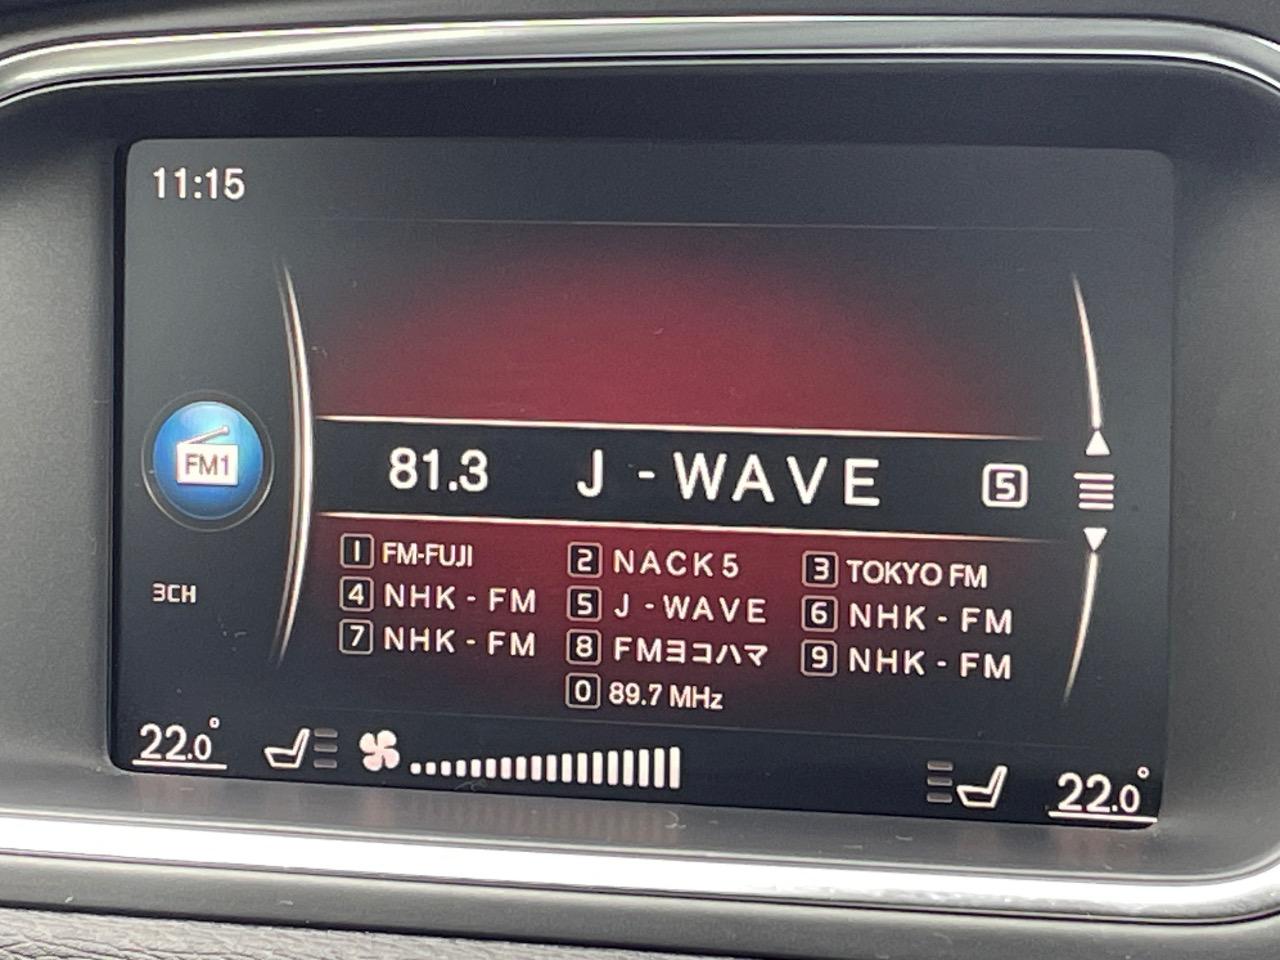 11:15
FM1
81.3 J-WAVE 5
1 FM-FUJI 2 NACK5 3 TOKYO FM
4 NHK-FM 5 J-WAVE 6 NHK-FM
7 NHK-FM 8 FMヨコハマ 9 NHK-FM
0 89.7 MHz
3CH
22.0° 22.0°